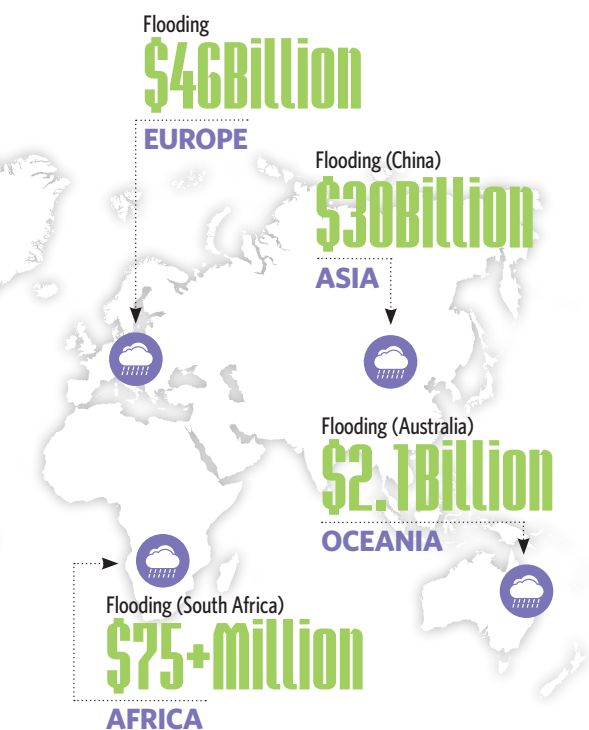 Flooding
$46Billion
EUROPE
Flooding (China)
$30Billion
ASIA
Flooding (Australia)
$2.1Billion
OCEANIA
Flooding (South Africa)
$75+Million
AFRICA